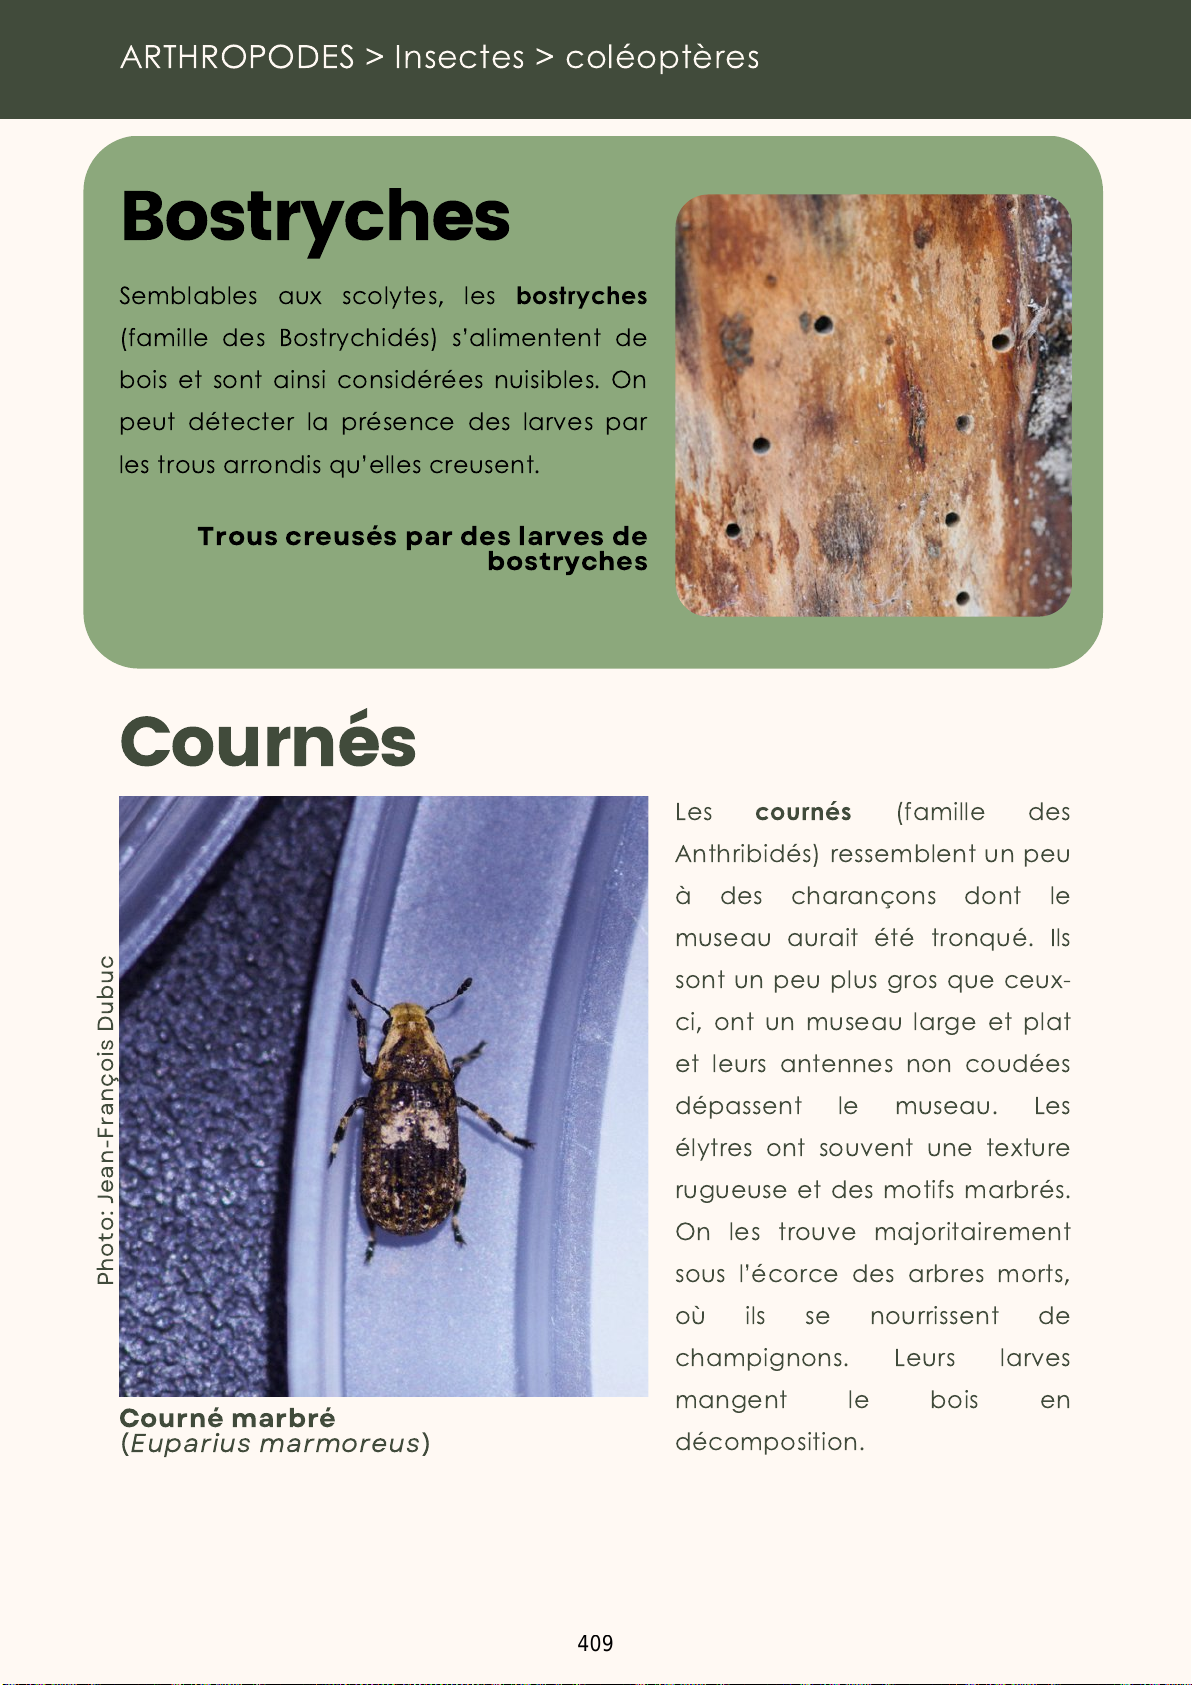 ARTHROPODES > Insectes > coléoptères
Bostryches
Semblables aux scolytes, les bostryches
(famille des Bostrychidés) s’alimentent de
bois et sont ainsi considérées nuisibles. On
peut détecter la présence des larves par
les trous arrondis qu’elles creusent.
Trous creusés par des larves de
bostryches
Cournés
Photo: Jean-François Dubuc
Courné marbré
(Euparius marmoreus)
Les cournés (famille des
Anthribidés) ressemblent un peu
à des charançons dont le
museau aurait été tronqué. Ils
sont un peu plus gros que ceux-
ci, ont un museau large et plat
et leurs antennes non coudées
dépassent le museau. Les
élytres ont souvent une texture
rugueuse et des motifs marbrés.
On les trouve majoritairement
sous l’écorce des arbres morts,
où ils se nourrissent de
champignons. Leurs larves
mangent le bois en
décomposition.
409